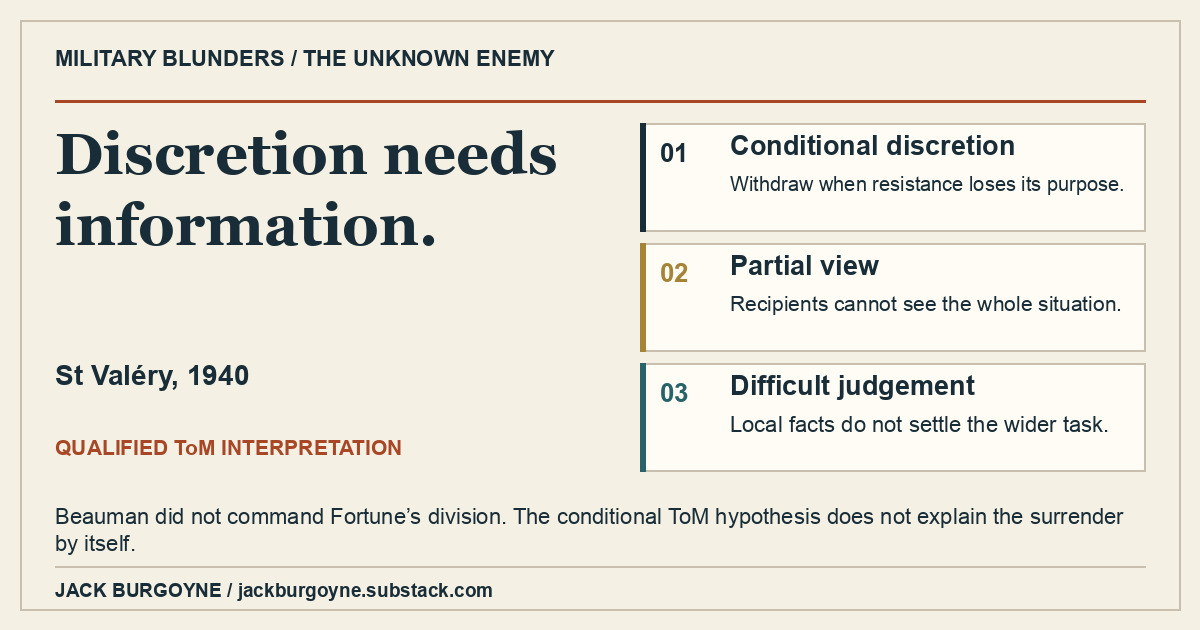 MILITARY BLUNDERS / THE UNKNOWN ENEMY
Discretion needs
information.
St Valéry, 1940
QUALIFIED ToM INTERPRETATION
01
Conditional discretion
Withdraw when resistance loses its purpose.
02
Partial view
Recipients cannot see the whole situation.
03
Difficult judgement
Local facts do not settle the wider task.
Beauman did not command Fortune’s division. The conditional ToM hypothesis does not explain the surrender
by itself.
JACK BURGOYNE / jackburgoyne.substack.com